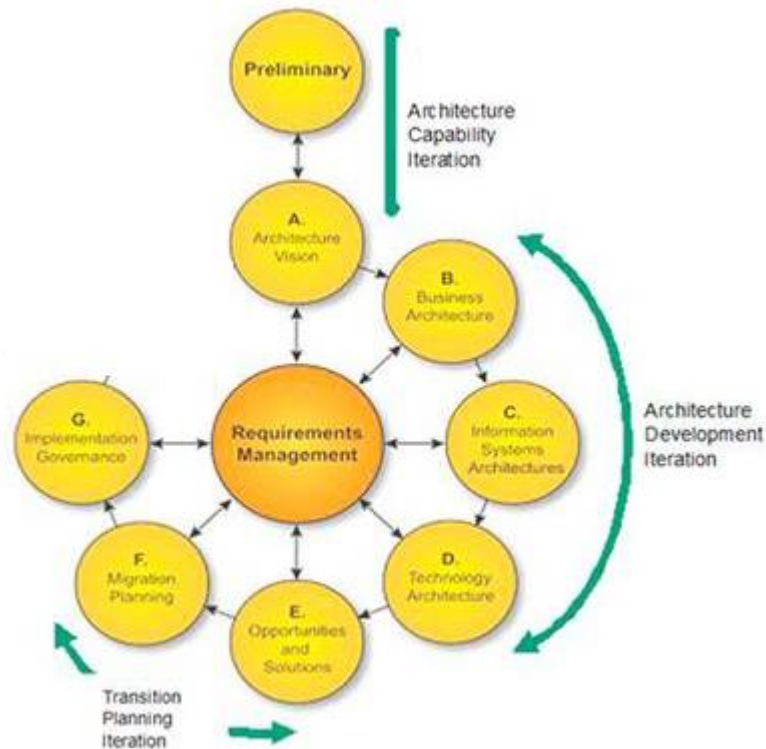 Preliminary
Architecture
Capability
Iteration
A.
Architecture
Vision
B.
Business
Architecture
G.
Implementation
Governance
Requirements
Management
C.
Information
Systems
Architectures
Architecture
Development
Iteration
F.
Migration
Planning
E.
Opportunities
and
Solutions
D.
Technology
Architecture
Transition
Planning
Iteration